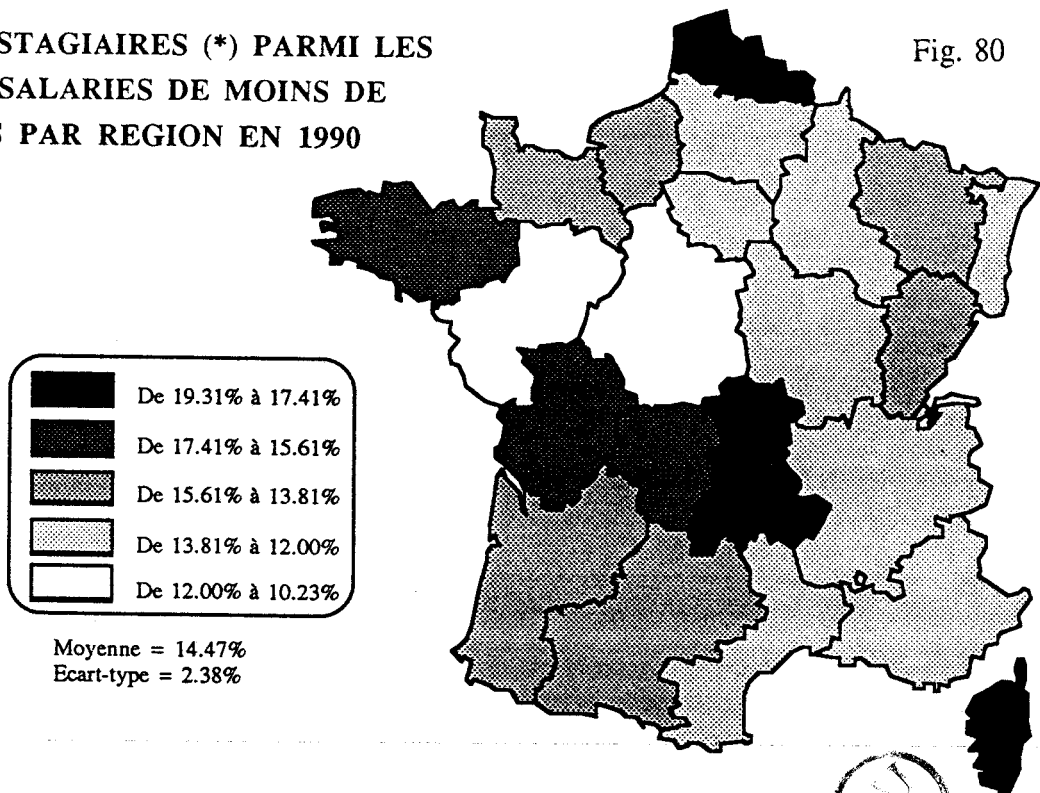 STAGIAIRES (*) PARMI LES
SALARIES DE MOINS DE
PAR REGION EN 1990
Fig. 80
De 19.31% à 17.41%
De 17.41% à 15.61%
De 15.61% à 13.81%
De 13.81% à 12.00%
De 12.00% à 10.23%
Moyenne = 14.47%
Ecart-type = 2.38%